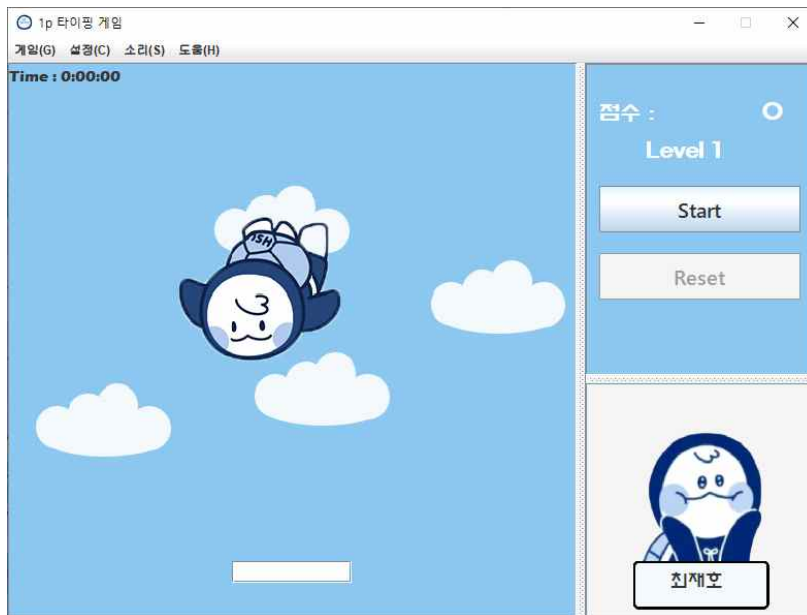 1p 타이핑 게임
게임(G) 설정(C) 소리(S) 도움(H)
Time : 0:00:00
점수 : 0
Level 1
Start
Reset
HSI
최재호